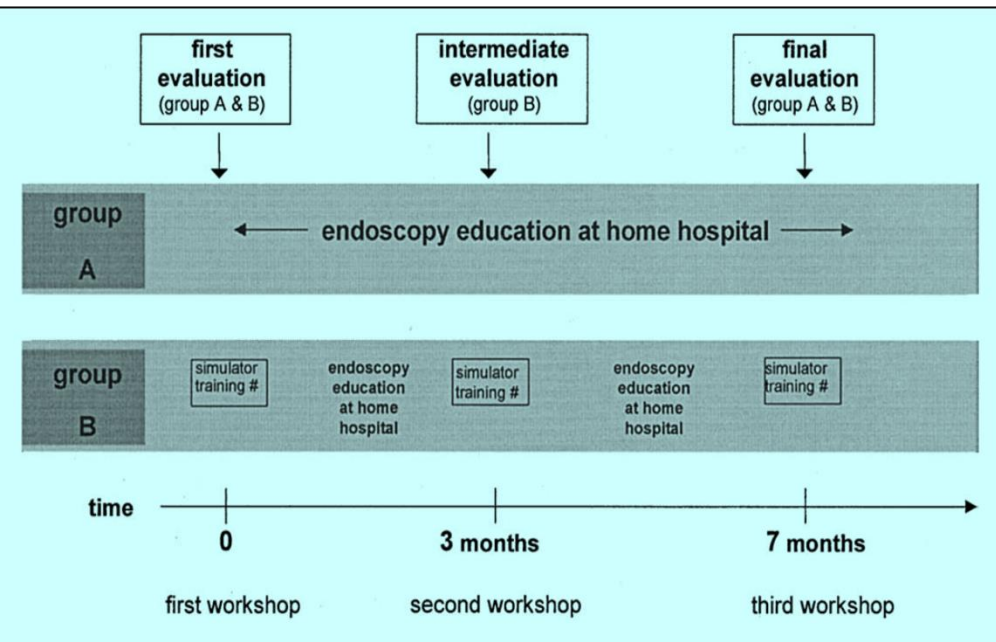 first
evaluation
(group A & B)
intermediate
evaluation
(group B)
final
evaluation
(group A & B)
group
A
endoscopy education at home hospital
group
B
simulator
training #
endoscopy
education
at home
hospital
simulator
training #
endoscopy
education
at home
hospital
simulator
training #
time
0
3 months
7 months
first workshop
second workshop
third workshop